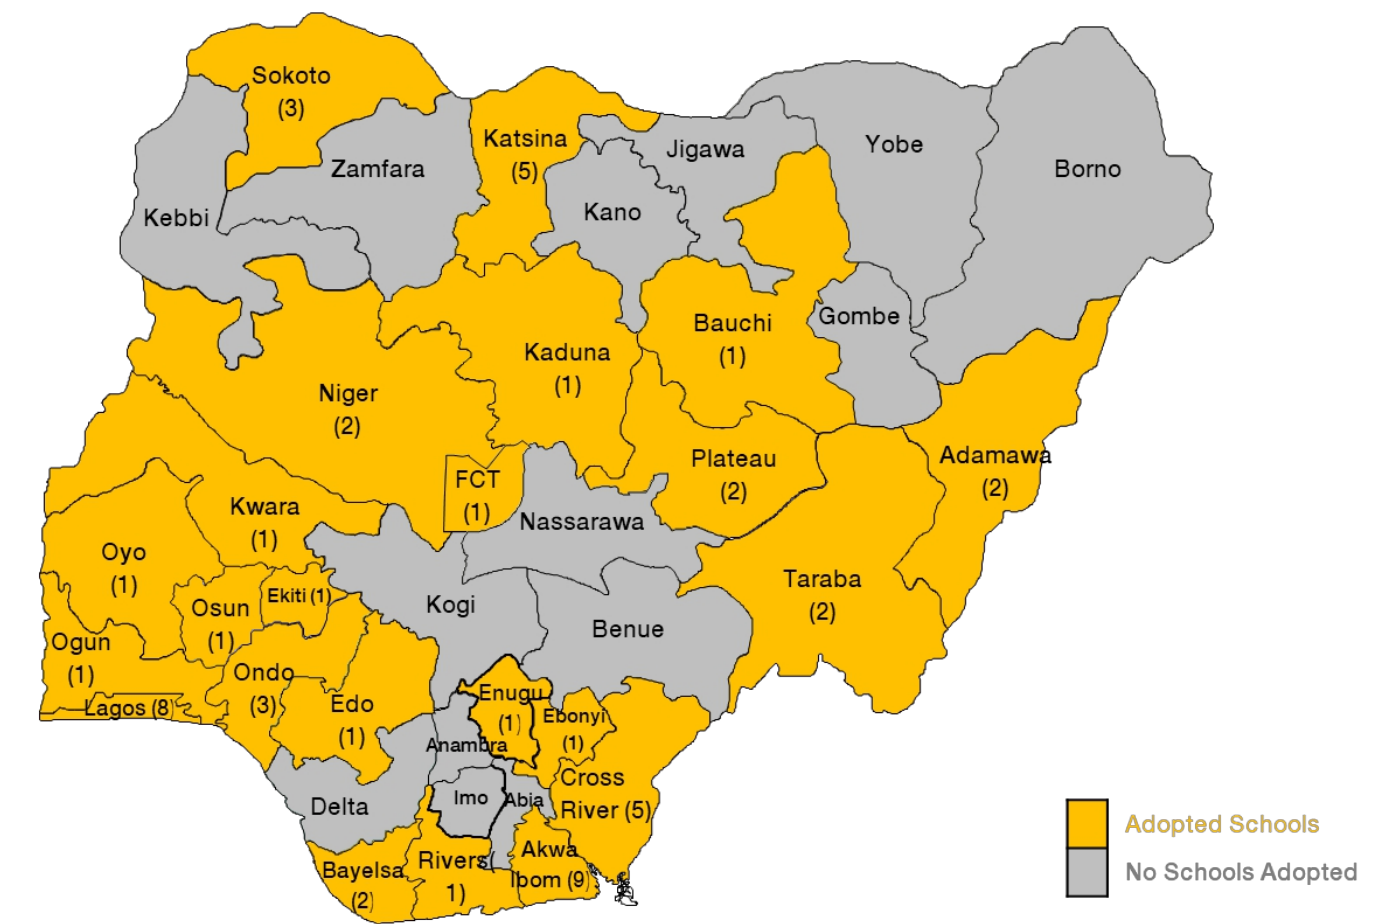 Sokoto
(3)
Katsina
(5)
Jigawa
Yobe
Borno
Zamfara
Kebbi
Kano
Gombe
Bauchi
(1)
Kaduna
(1)
Niger
(2)
Adamawa
(2)
Plateau
(2)
FCT
(1)
Kwara
(1)
Nassarawa
Oyo
(1)
Taraba
(2)
Ekiti (1)
Osun
(1)
Kogi
Benue
Ogun
(1)
Ondo
(3)
Lagos (8)
Edo
(1)
Enugu
(1)
Ebonyi
(1)
Anambra
Cross
River (5)
Imo
Abia
Delta
Akwa
Ibom (9)
Rivers(
1)
Bayelsa
(2)
Adopted Schools
No Schools Adopted